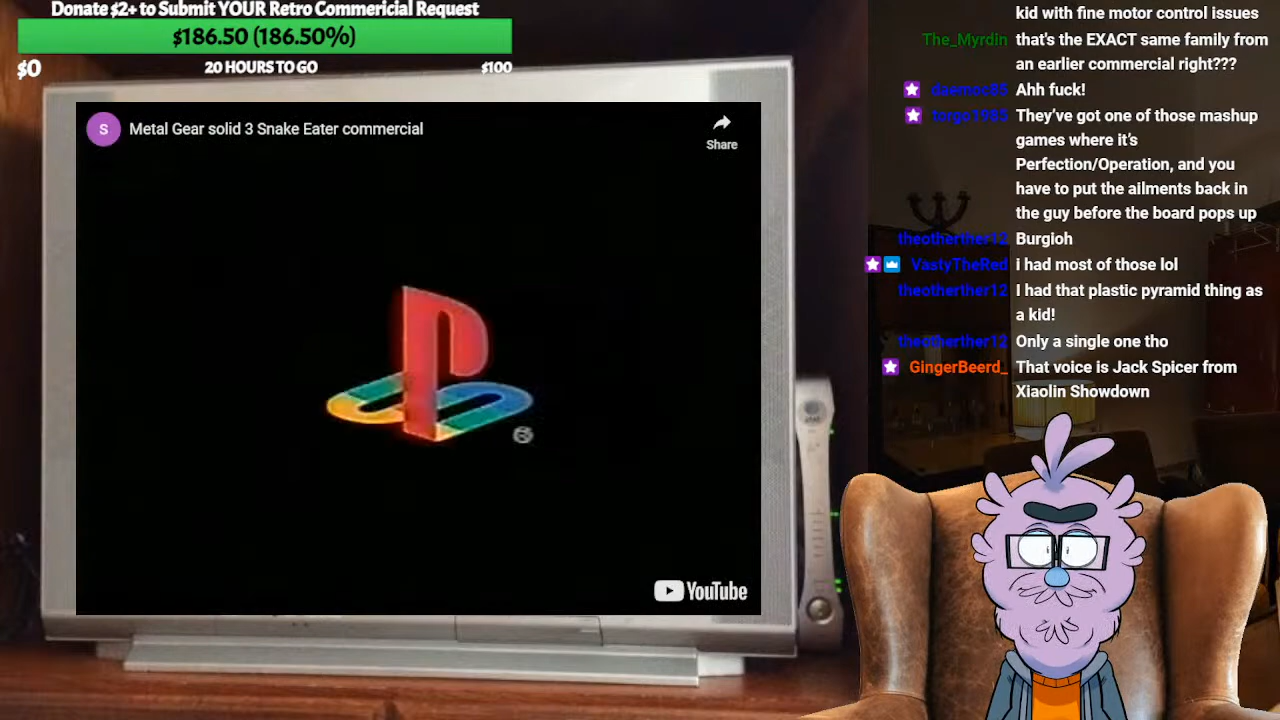 Donate $2+ to Submit YOUR Retro Commericial Request
$186.50 (186.50%)
$0
20 HOURS TO GO
$100
S
Metal Gear solid 3 Snake Eater commercial
Share
YouTube
kid with fine motor control issues
The_Myrdin that's the EXACT same family from
an earlier commercial right???
daemoc85 Ahh fuck!
torgo1985 They've got one of those mashup
games where it's
Perfection/Operation, and you
have to put the ailments back in
the guy before the board pops up
theotherther12 Burgioh
VastyTheRed i had most of those lol
theotherther12 I had that plastic pyramid thing as
a kid!
theotherther12 Only a single one tho
GingerBeerd_ That voice is Jack Spicer from
Xiaolin Showdown